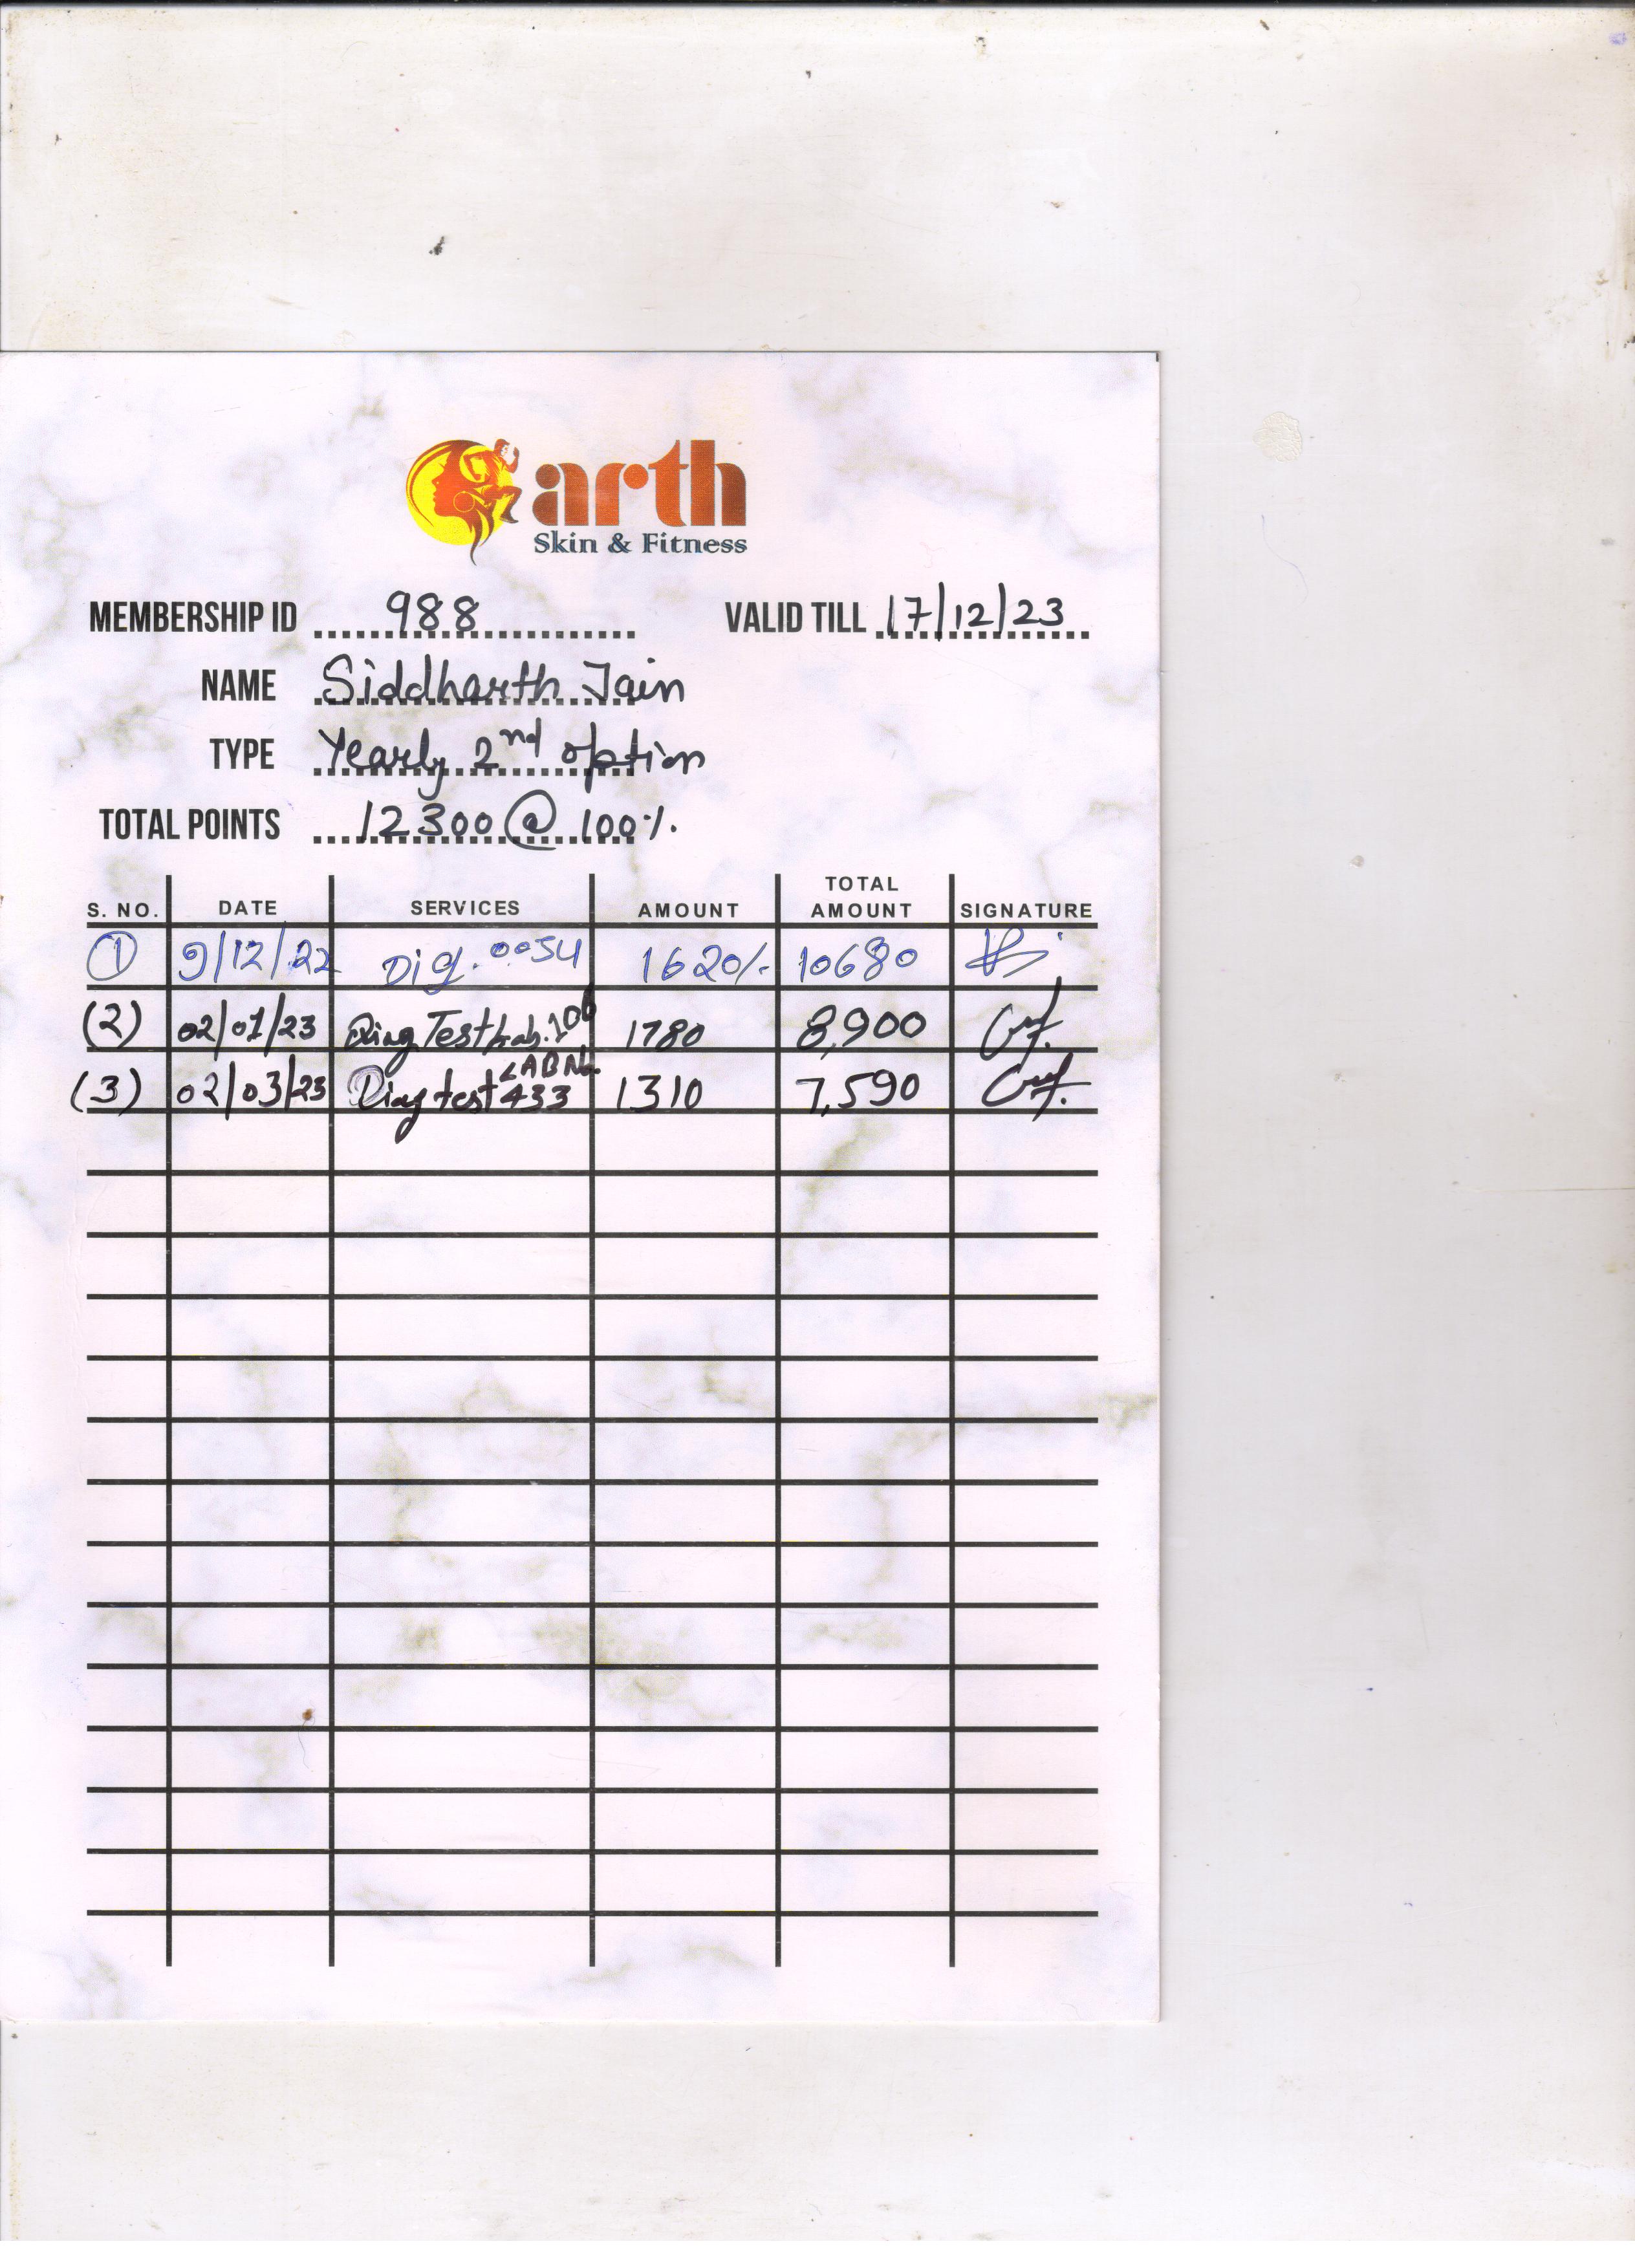 arth
Skin & Fitness
MEMBERSHIP ID 988 VALID TILL 17/12/23
NAME Siddharth Jain
TYPE Yearly 2nd option
TOTAL POINTS 12300 @ 100%.
S. NO. DATE SERVICES AMOUNT TOTAL AMOUNT SIGNATURE
1 9/12/22 Dig. 0054 1620/- 10680
(2) 02/01/23 Diag Test Lab. 106 1780 8,900
(3) 02/03/23 Diag test LAB No. 433 1310 7,590